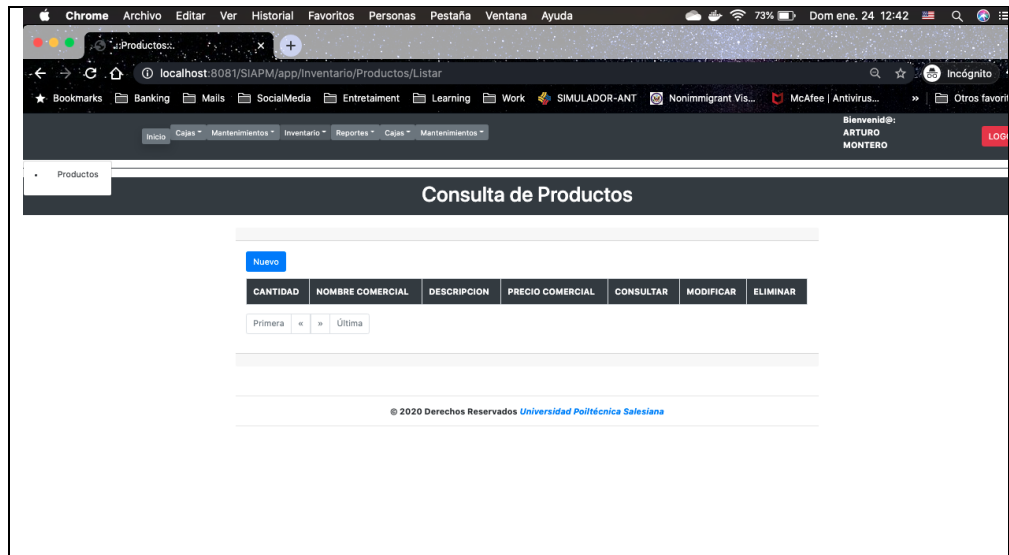 Chrome Archivo Editar Ver Historial Favoritos Personas Pestaña Ventana Ayuda 73% Dom ene. 24 12:42
.::Productos::. × +
localhost:8081/SIAPM/app/Inventario/Productos/Listar Incógnito
Bookmarks Banking Mails SocialMedia Entretaiment Learning Work SIMULADOR-ANT Nonimmigrant Vis... McAfee | Antivirus... » Otros favorit
Inicio Cajas Mantenimientos Inventario Reportes Cajas Mantenimientos
Bienvenid@:
ARTURO
MONTERO
LOGO
• Productos
Consulta de Productos
Nuevo
CANTIDAD NOMBRE COMERCIAL DESCRIPCION PRECIO COMERCIAL CONSULTAR MODIFICAR ELIMINAR
Primera « » Última
© 2020 Derechos Reservados Universidad Poiltécnica Salesiana